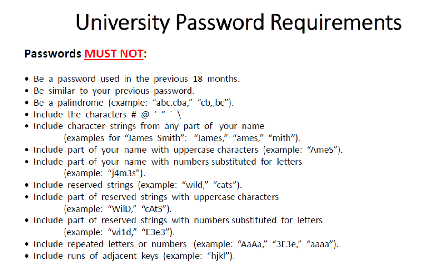 University Password Requirements
Passwords MUST NOT:
• Be a password used in the previous 18 months.
• Be similar to your previous password.
• Be a palindrome (example: "abc.cba," "cb,,bc").
• Include the characters # @ ' " ` \
• Include character strings from any part of your name
(examples for "James Smith": "James," "ames," "mith").
• Include part of your name with uppercase characters (example: "AmeS").
• Include part of your name with numbers substituted for letters
(example: "j4m3s").
• Include reserved strings (example: "wild," "cats").
• Include part of reserved strings with uppercase characters
(example: "WilD," "cAtS").
• Include part of reserved strings with numbers substituted for letters
(example: "wi1d," "E3e3").
• Include repeated letters or numbers (example: "AaAa," "3E3e," "aaaa").
• Include runs of adjacent keys (example: "hjkl").